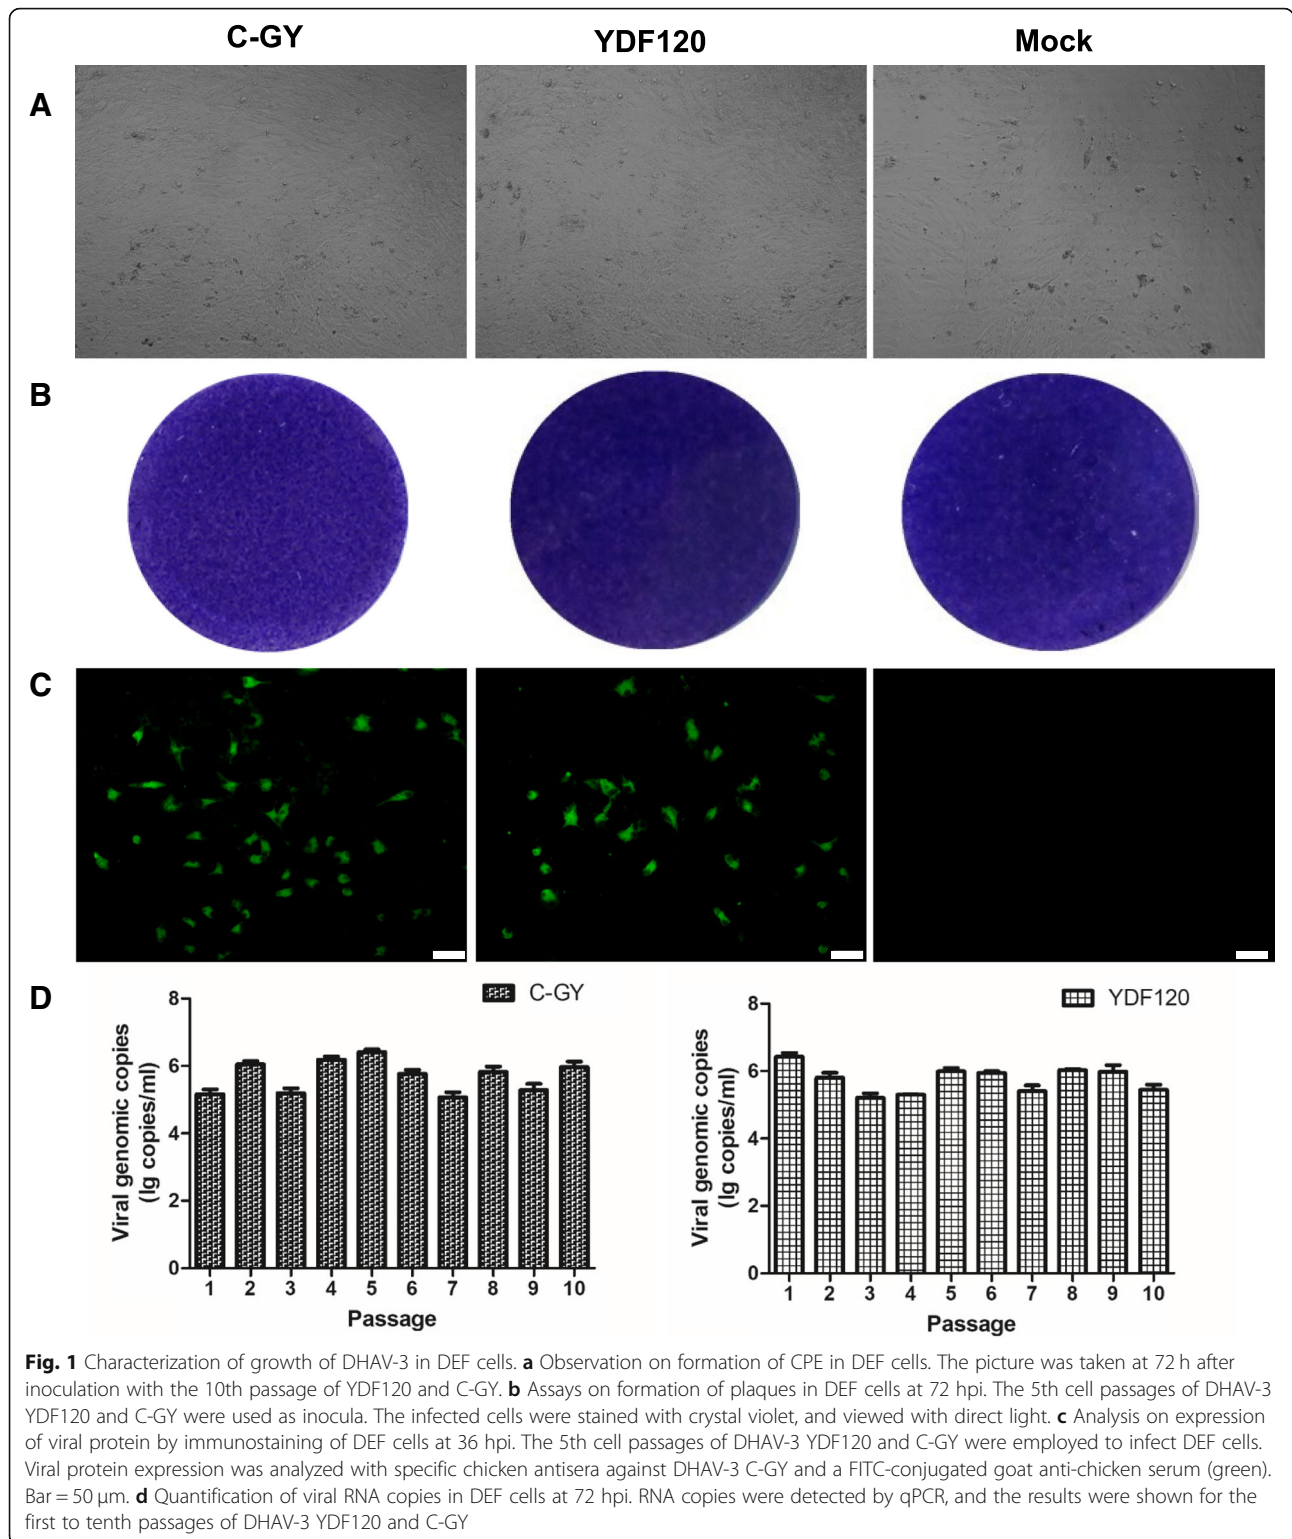 C-GY YDF120 Mock
A
B
C
D
C-GY
8
6
4
2
0
Viral genomic copies
(lg copies/ml)
1 2 3 4 5 6 7 8 9 10
Passage
YDF120
8
6
4
2
0
Viral genomic copies
(lg copies/ml)
1 2 3 4 5 6 7 8 9 10
Passage
Fig. 1 Characterization of growth of DHAV-3 in DEF cells. a Observation on formation of CPE in DEF cells. The picture was taken at 72 h after
inoculation with the 10th passage of YDF120 and C-GY. b Assays on formation of plaques in DEF cells at 72 hpi. The 5th cell passages of DHAV-3
YDF120 and C-GY were used as inocula. The infected cells were stained with crystal violet, and viewed with direct light. c Analysis on expression
of viral protein by immunostaining of DEF cells at 36 hpi. The 5th cell passages of DHAV-3 YDF120 and C-GY were employed to infect DEF cells.
Viral protein expression was analyzed with specific chicken antisera against DHAV-3 C-GY and a FITC-conjugated goat anti-chicken serum (green).
Bar = 50 μm. d Quantification of viral RNA copies in DEF cells at 72 hpi. RNA copies were detected by qPCR, and the results were shown for the
first to tenth passages of DHAV-3 YDF120 and C-GY